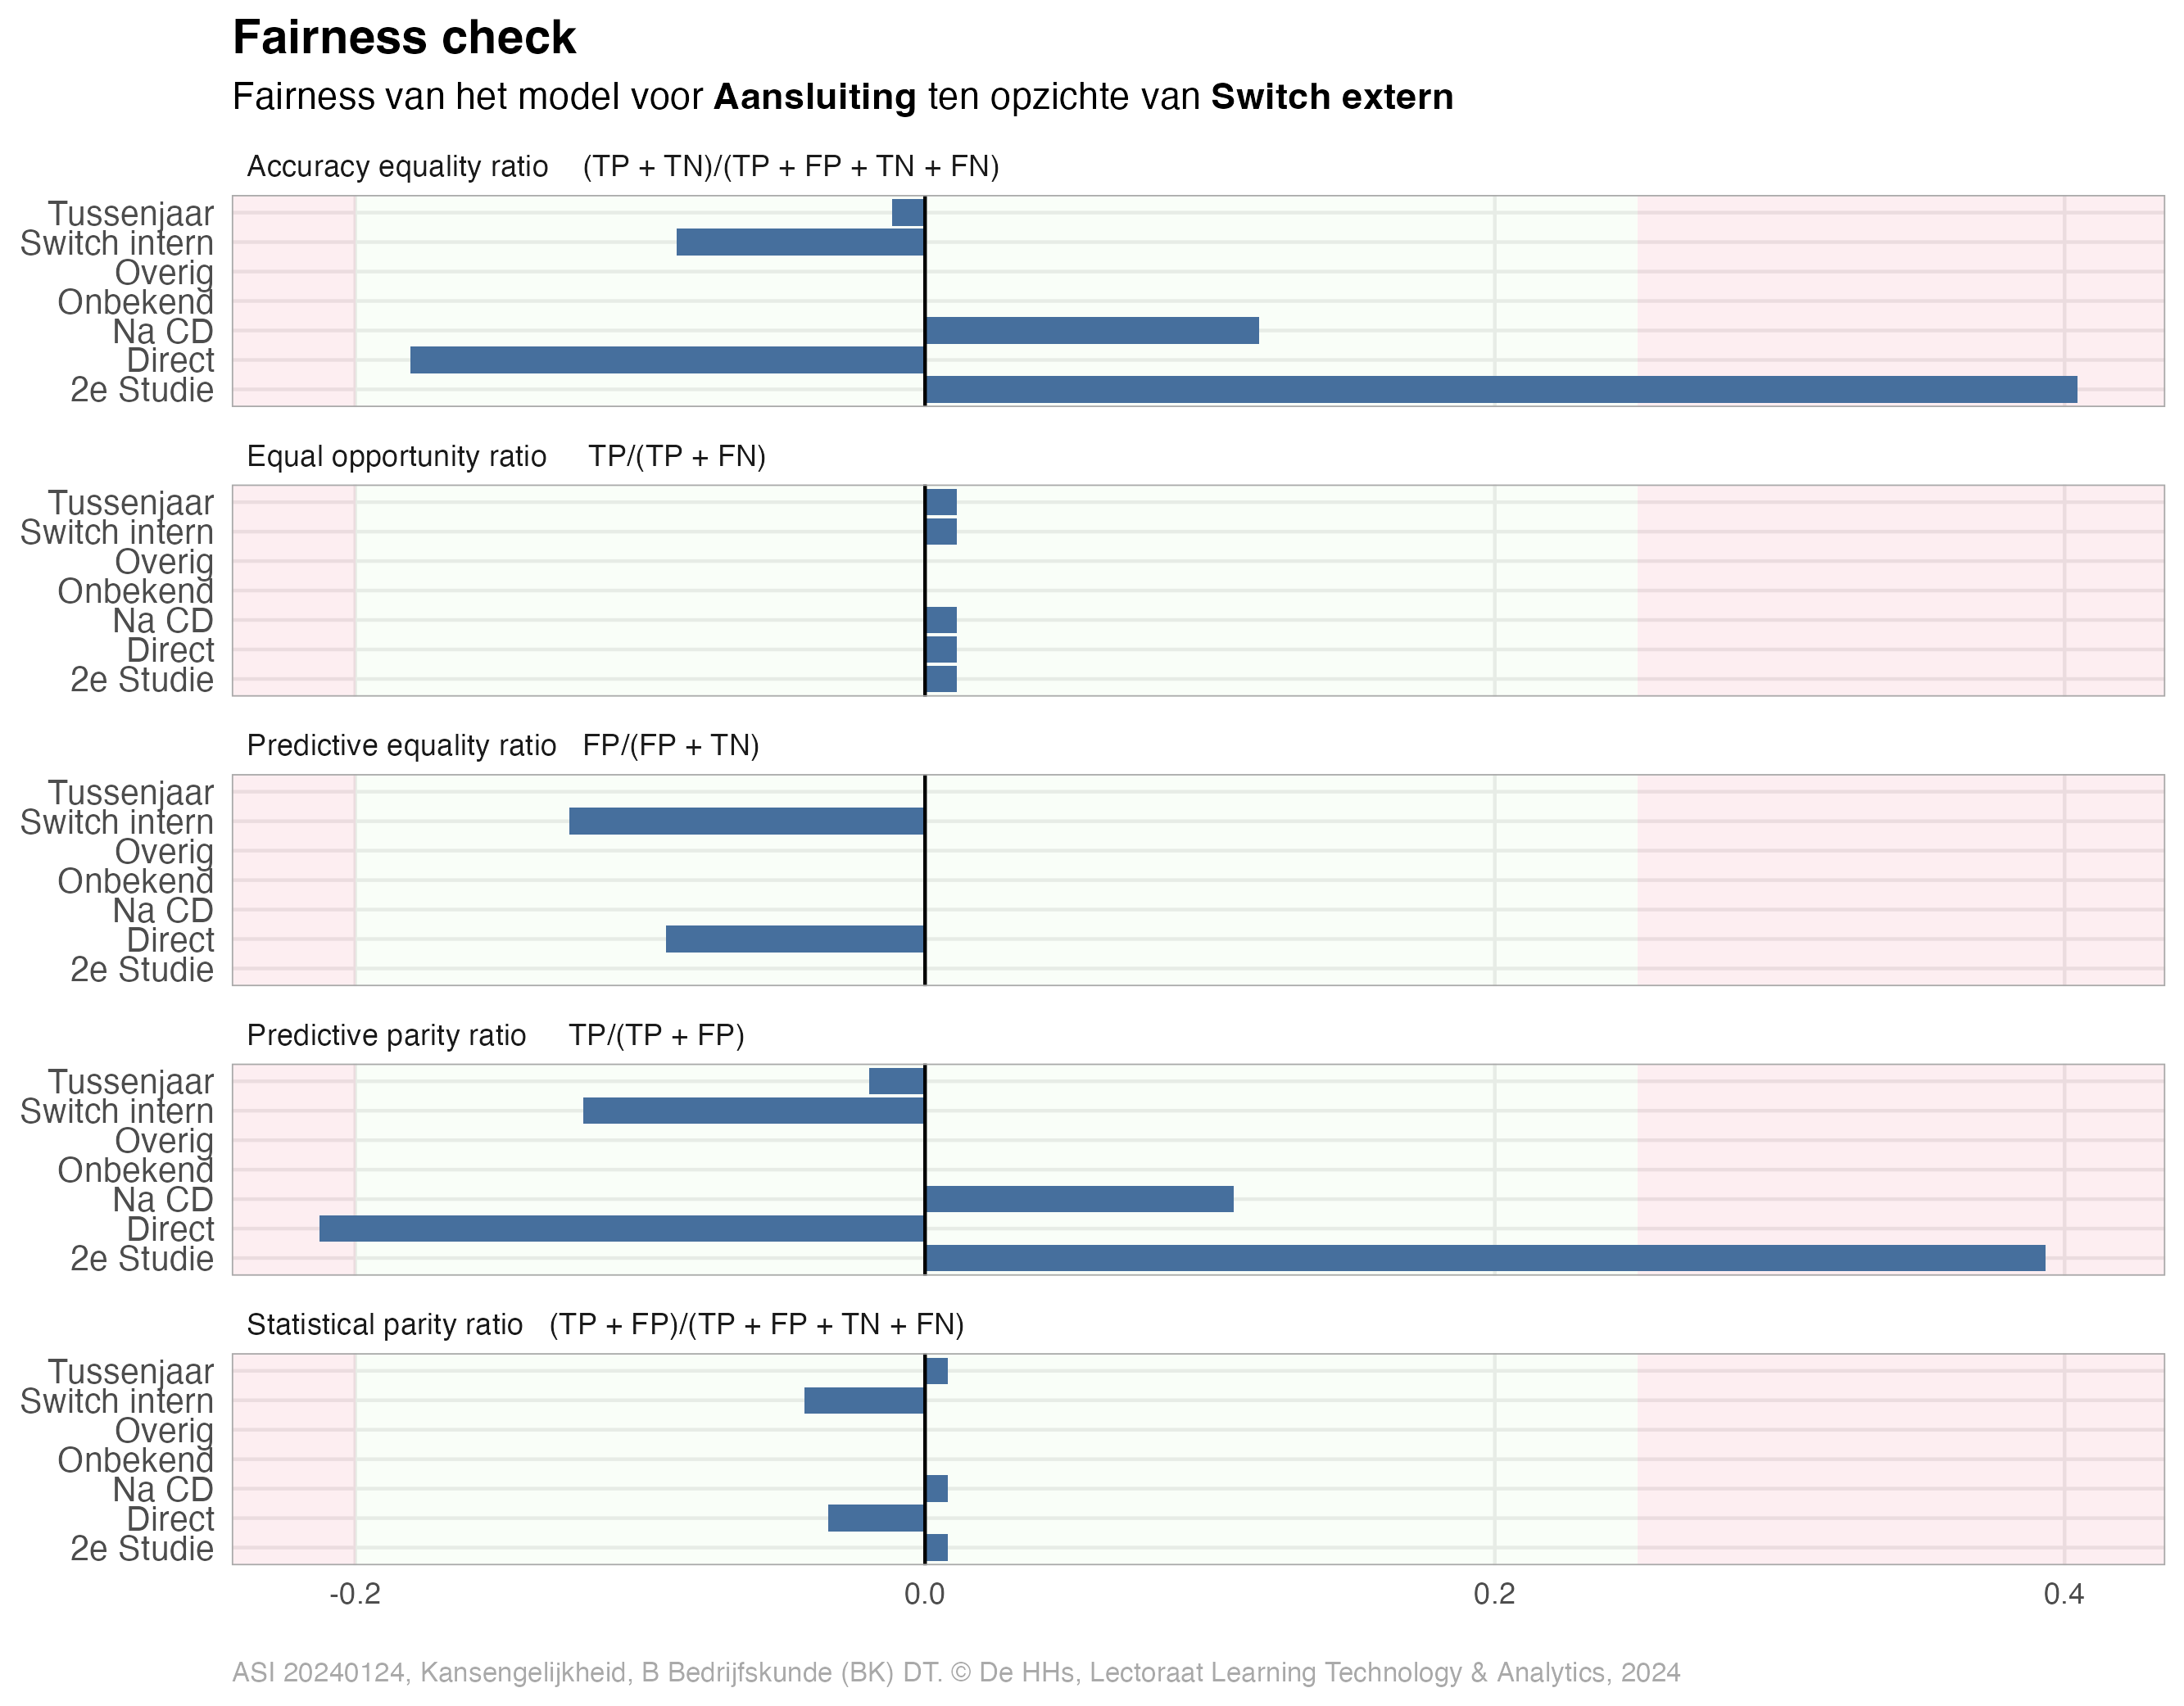 Fairness check
Fairness van het model voor Aansluiting ten opzichte van Switch extern
Accuracy equality ratio (TP + TN)/(TP + FP + TN + FN)
Tussenjaar
Switch intern
Overig
Onbekend
Na CD
Direct
2e Studie
Equal opportunity ratio TP/(TP + FN)
Tussenjaar
Switch intern
Overig
Onbekend
Na CD
Direct
2e Studie
Predictive equality ratio FP/(FP + TN)
Tussenjaar
Switch intern
Overig
Onbekend
Na CD
Direct
2e Studie
Predictive parity ratio TP/(TP + FP)
Tussenjaar
Switch intern
Overig
Onbekend
Na CD
Direct
2e Studie
Statistical parity ratio (TP + FP)/(TP + FP + TN + FN)
Tussenjaar
Switch intern
Overig
Onbekend
Na CD
Direct
2e Studie
-0.2 0.0 0.2 0.4
ASI 20240124, Kansengelijkheid, B Bedrijfskunde (BK) DT. © De HHs, Lectoraat Learning Technology & Analytics, 2024